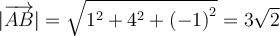 $|\overrightarrow{AB}| = \sqrt{1^2 + 4^2 + (-1)^2} = 3\sqrt{2}$